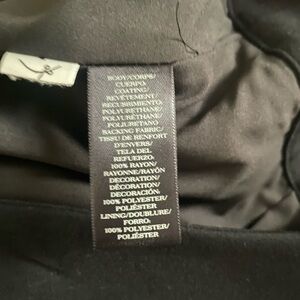 BODY/CORPS/
CUERPO.
COATING/
REVÊTEMENT/
RECUBRIMIENTO.
POLYURETHANE/
POLYURÉTHANE/
POLIURETANO
BACKING FABRIC/
TISSU DE RENFORT
D'ENVERS/
TELA DEL
REFUERZO.
100% RAYON/
RAYONNE/RAYÓN
DECORATION/
DÉCORATION/
DECORACIÓN.
100% POLYESTER/
POLIÉSTER
LINING/DOUBLURE/
FORRO.
100% POLYESTER/
POLIÉSTER